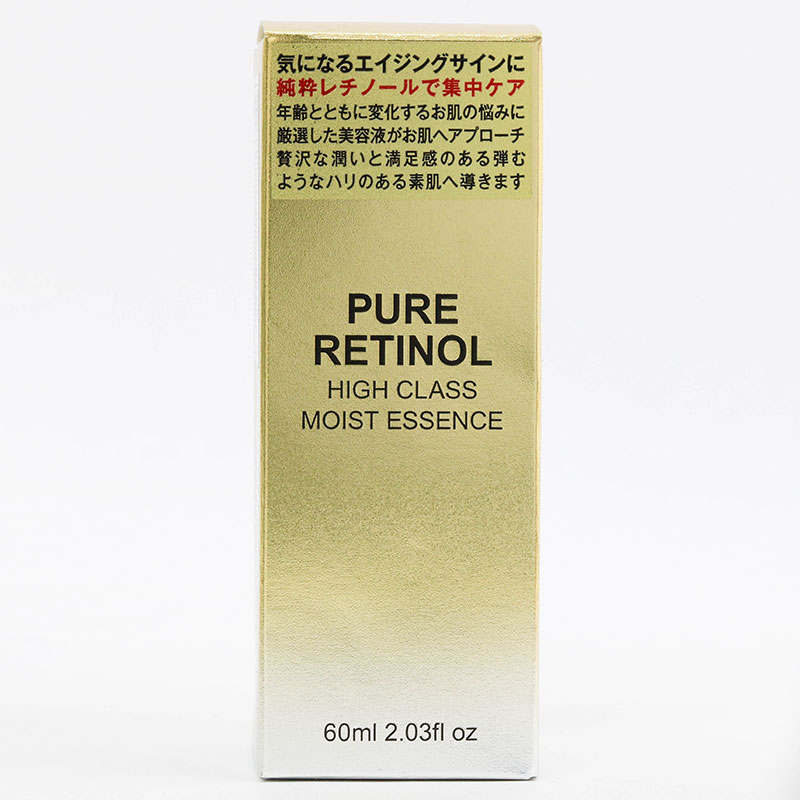 気になるエイジングサインに
純粋レチノールで集中ケア
年齢とともに変化するお肌の悩みに
厳選した美容液がお肌へアプローチ
贅沢な潤いと満足感のある弾む
ようなハリのある素肌へ導きます
PURE
RETINOL
HIGH CLASS
MOIST ESSENCE
60ml 2.03fl oz